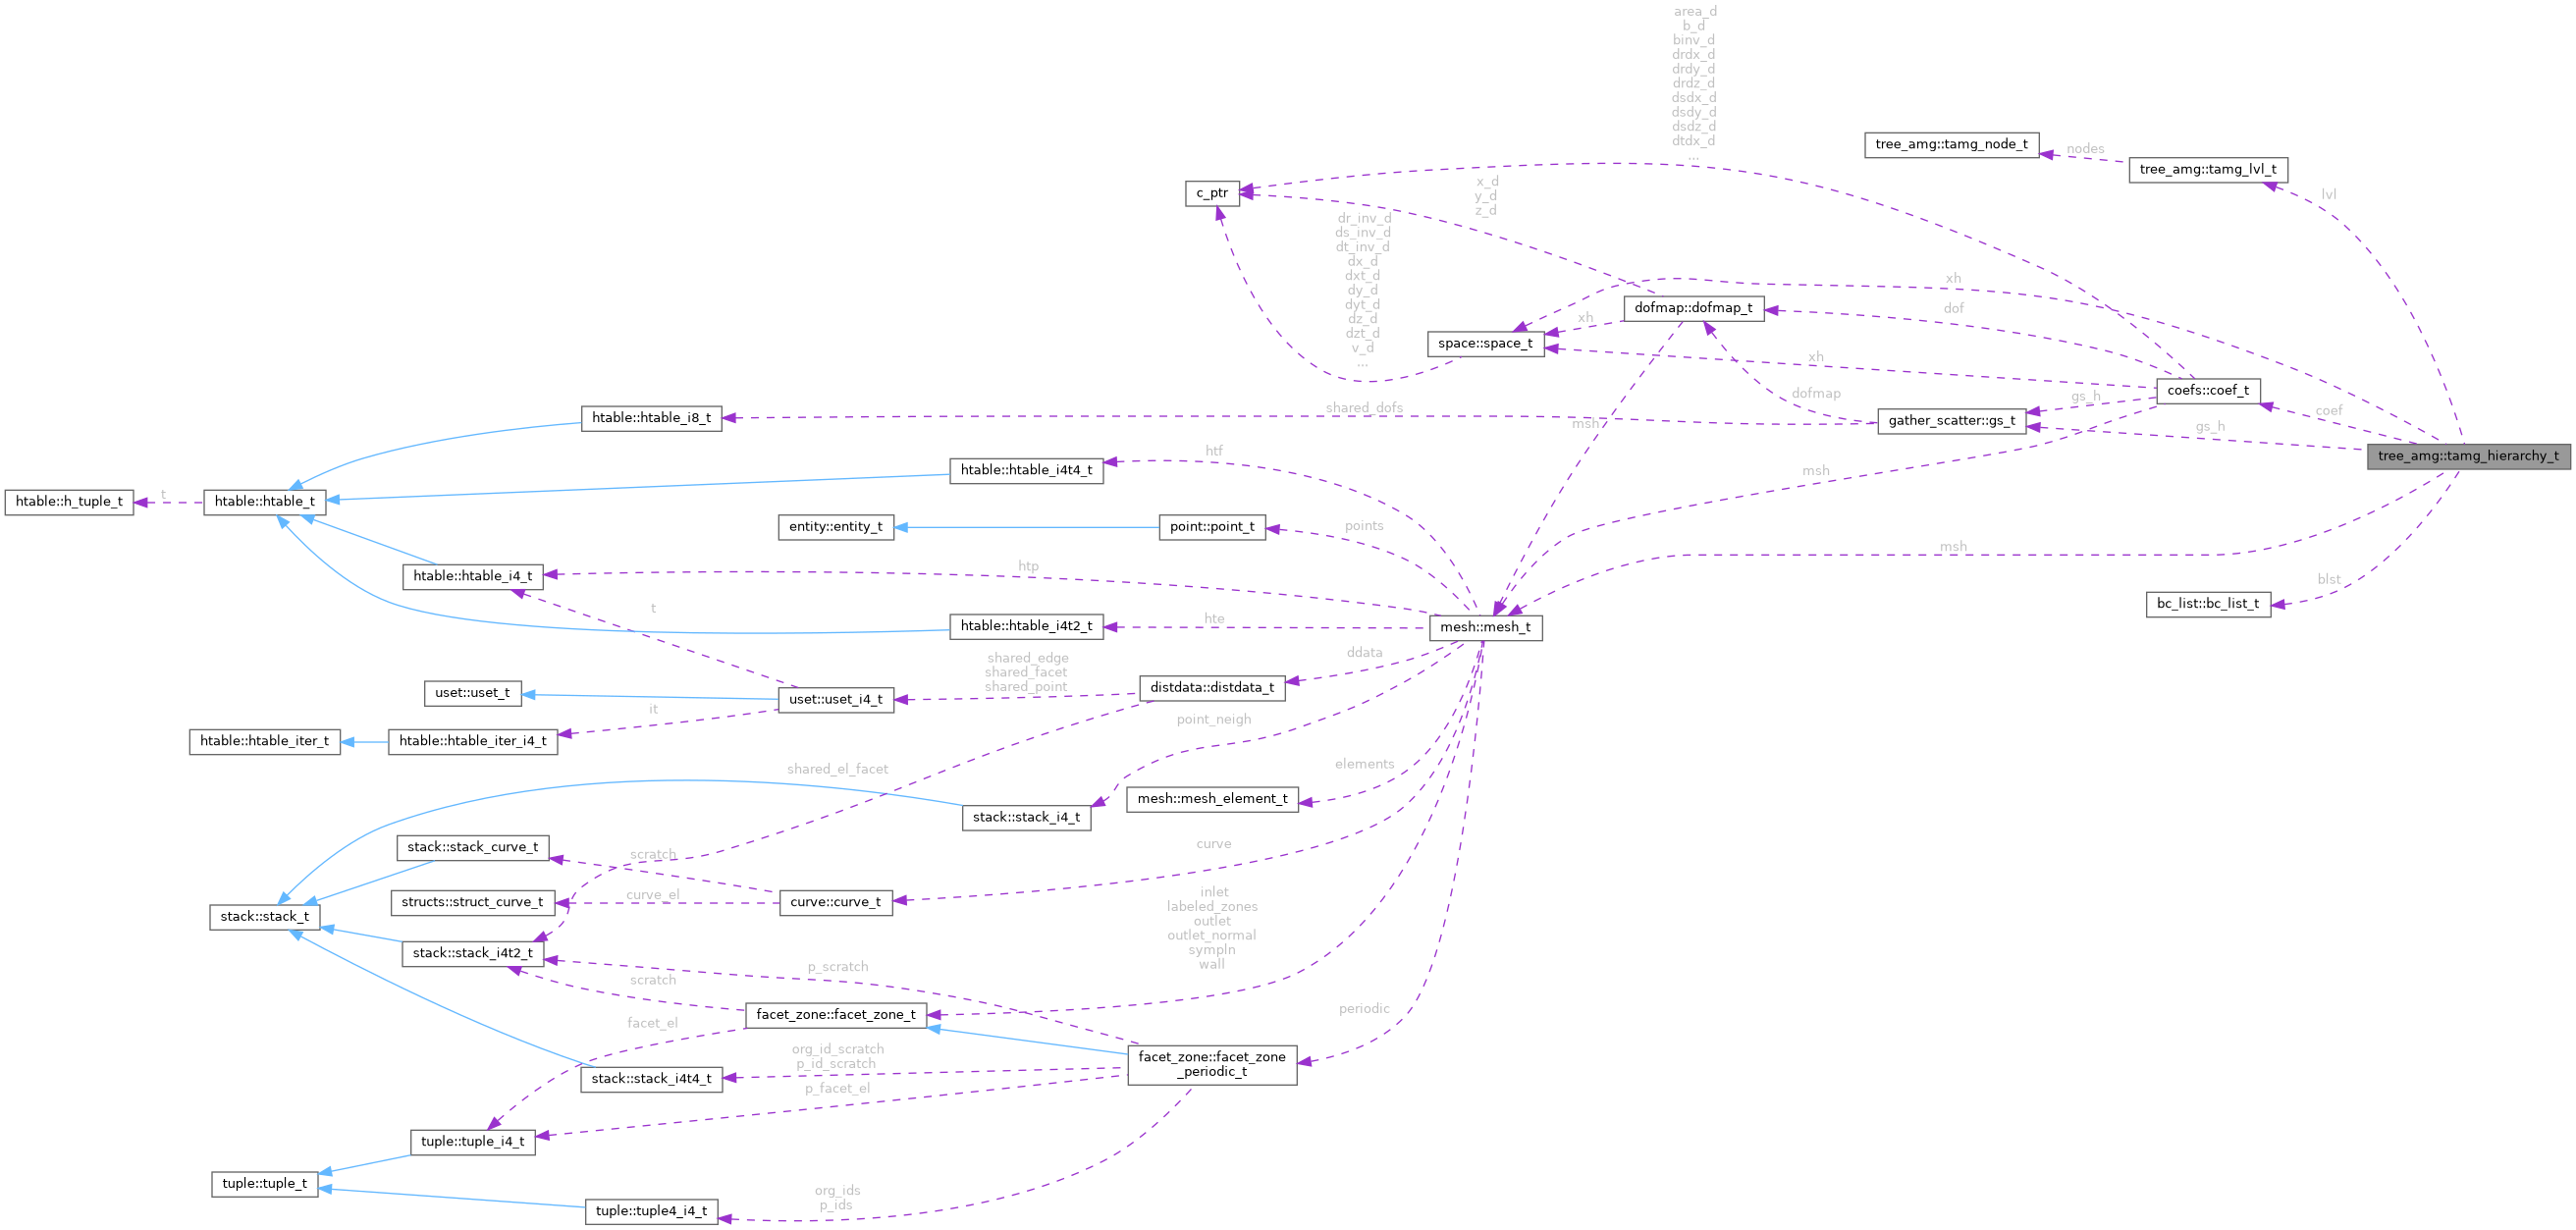 area_d
b_d
binv_d
drdx_d
drdy_d
drdz_d
dsdx_d
dsdy_d
dsdz_d
dtdx_d
...
tree_amg::tamg_node_t
nodes
tree_amg::tamg_lvl_t
lvl
c_ptr
x_d
y_d
z_d
dr_inv_d
ds_inv_d
dt_inv_d
dx_d
dxt_d
dy_d
dyt_d
dz_d
dzt_d
v_d
...
xh
dofmap::dofmap_t
dof
xh
space::space_t
xh
coefs::coef_t
dofmap
gs_h
coef
htable::htable_i8_t
shared_dofs
msh
gather_scatter::gs_t
gs_h
tree_amg::tamg_hierarchy_t
htf
htable::htable_i4t4_t
msh
htable::h_tuple_t
t
htable::htable_t
entity::entity_t
point::point_t
points
msh
htable::htable_i4_t
htp
blst
bc_list::bc_list_t
t
htable::htable_i4t2_t
hte
mesh::mesh_t
shared_edge
shared_facet
shared_point
ddata
uset::uset_t
uset::uset_i4_t
distdata::distdata_t
it
point_neigh
htable::htable_iter_t
htable::htable_iter_i4_t
shared_el_facet
elements
mesh::mesh_element_t
stack::stack_i4_t
stack::stack_curve_t
scratch
curve
structs::struct_curve_t
curve_el
curve::curve_t
inlet
labeled_zones
outlet
outlet_normal
sympln
wall
stack::stack_t
stack::stack_i4t2_t
p_scratch
scratch
facet_zone::facet_zone_t
periodic
facet_el
org_id_scratch
p_id_scratch
facet_zone::facet_zone
_periodic_t
stack::stack_i4t4_t
p_facet_el
tuple::tuple_i4_t
tuple::tuple_t
org_ids
p_ids
tuple::tuple4_i4_t